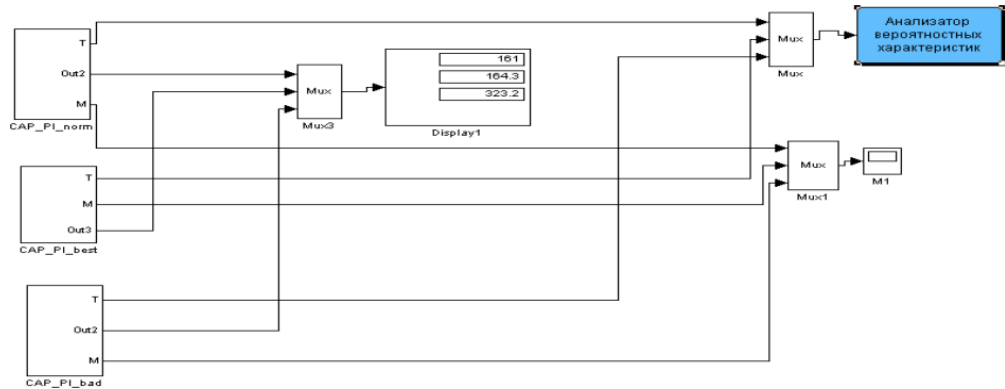 T
Out2
M
CAP_PI_norm
Mux
Mux3
161
164.3
323.2
Display1
Mux
Mux
Анализатор
вероятностных
характеристик
T
M
Out3
CAP_PI_best
Mux
Mux1
M1
T
Out2
M
CAP_PI_bad